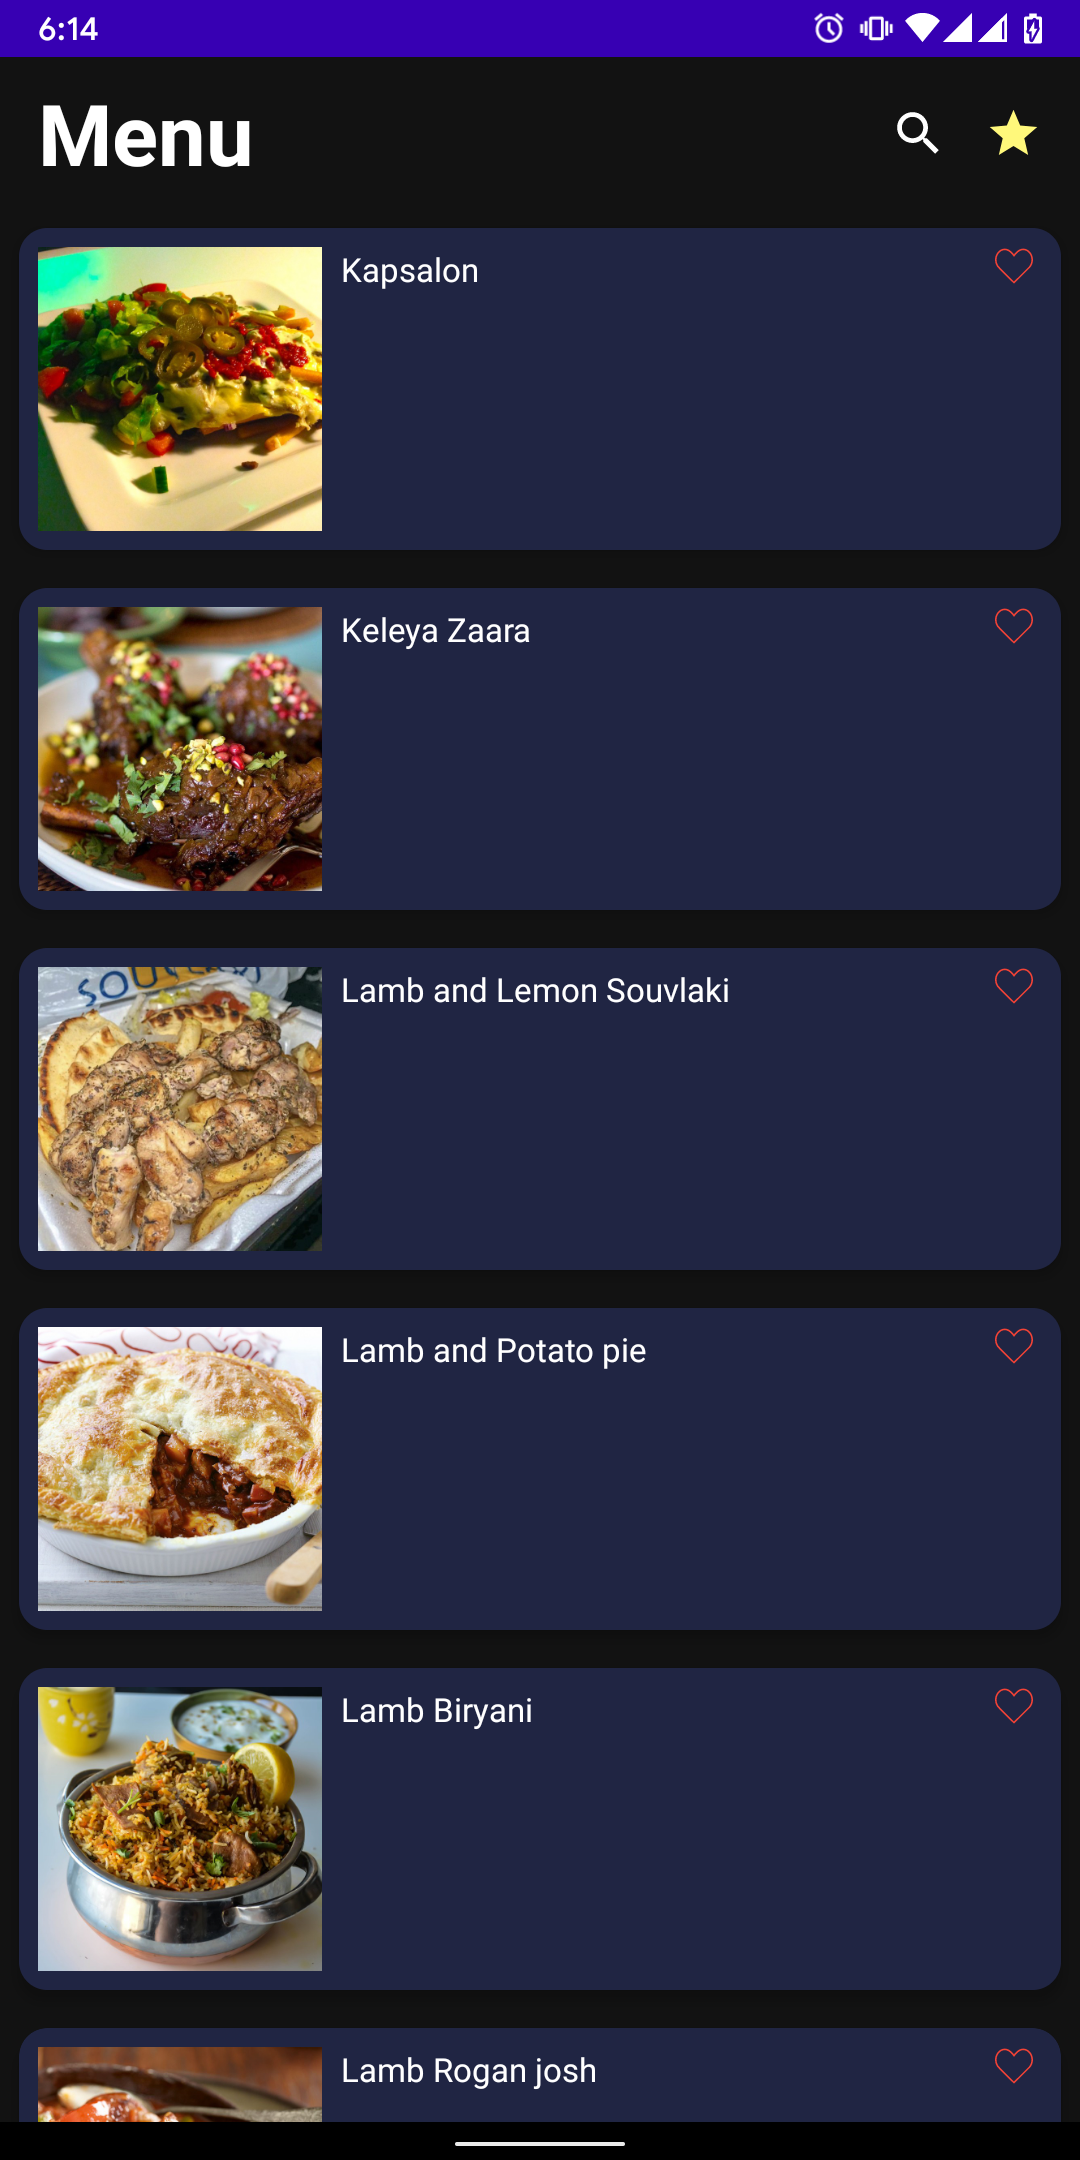 6:14
Menu
Kapsalon
Keleya Zaara
Lamb and Lemon Souvlaki
Lamb and Potato pie
Lamb Biryani
Lamb Rogan josh